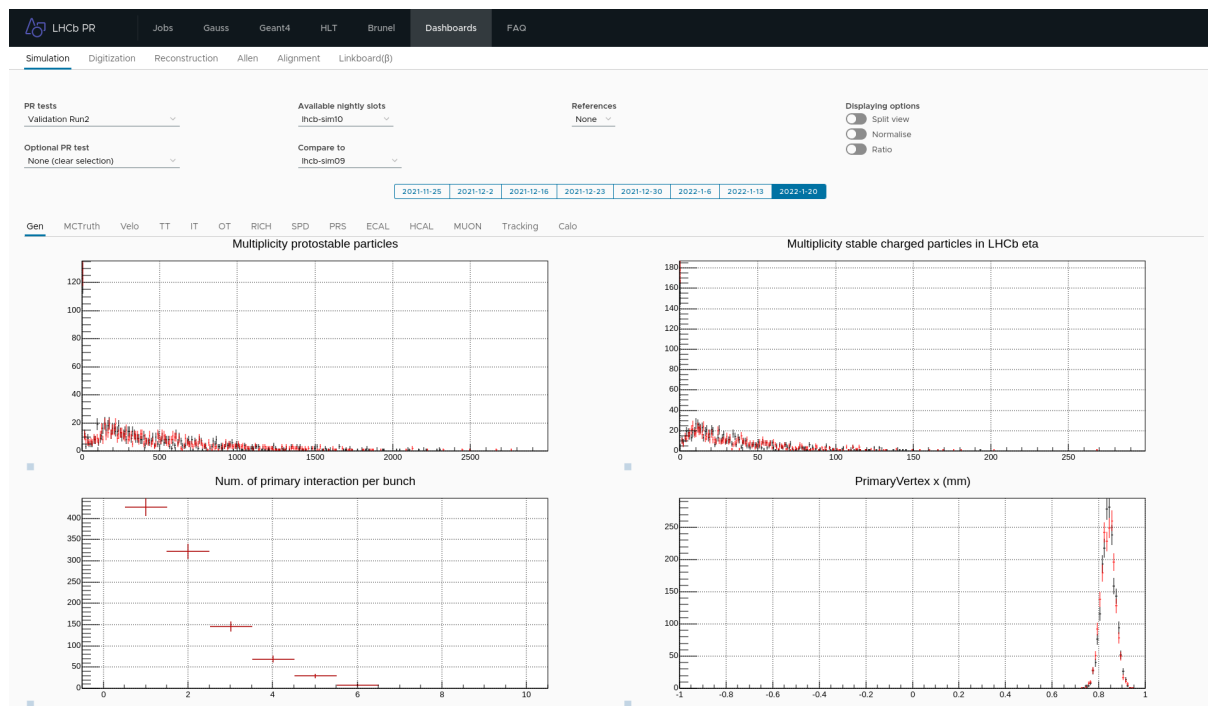 LHCb PR Jobs Gauss Geant4 HLT Brunel Dashboards FAQ
Simulation Digitization Reconstruction Allen Alignment Linkboard(β)
PR tests Available nightly slots References Displaying options
Validation Run2 lhcb-sim10 None Split view
Normalise
Optional PR test Compare to Ratio
None (clear selection) lhcb-sim09
2021-11-25 2021-12-2 2021-12-16 2021-12-23 2021-12-30 2022-1-6 2022-1-13 2022-1-20
Gen MCTruth Velo TT IT OT RICH SPD PRS ECAL HCAL MUON Tracking Calo
Multiplicity protostable particles
120
100
80
60
40
20
0
0 500 1000 1500 2000 2500
Multiplicity stable charged particles in LHCb eta
180
160
140
120
100
80
60
40
20
0
0 50 100 150 200 250
Num. of primary interaction per bunch
400
350
300
250
200
150
100
50
0
0 2 4 6 8 10
PrimaryVertex x (mm)
250
200
150
100
50
0
-1 -0.8 -0.6 -0.4 -0.2 0 0.2 0.4 0.6 0.8 1